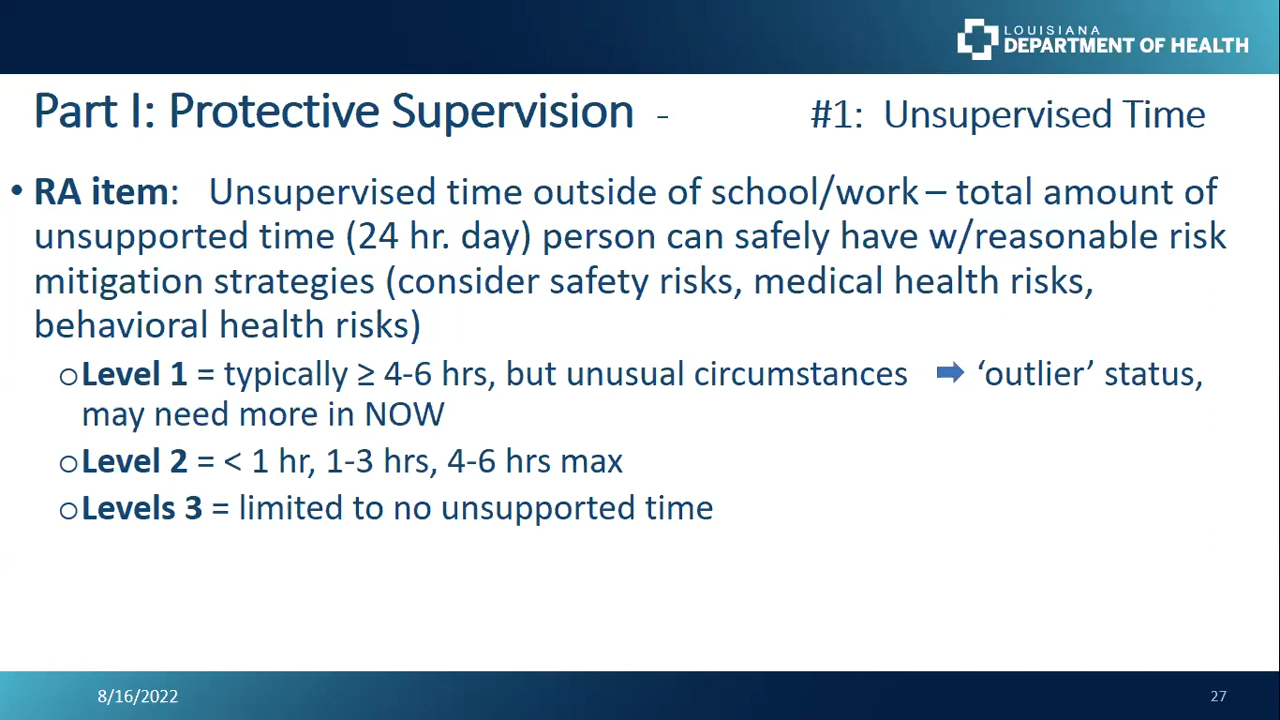 LOUISIANA
DEPARTMENT OF HEALTH
Part I: Protective Supervision - #1: Unsupervised Time
• RA item: Unsupervised time outside of school/work – total amount of
unsupported time (24 hr. day) person can safely have w/reasonable risk
mitigation strategies (consider safety risks, medical health risks,
behavioral health risks)
oLevel 1 = typically ≥ 4-6 hrs, but unusual circumstances ➡ ‘outlier’ status,
may need more in NOW
oLevel 2 = < 1 hr, 1-3 hrs, 4-6 hrs max
oLevels 3 = limited to no unsupported time
8/16/2022
27